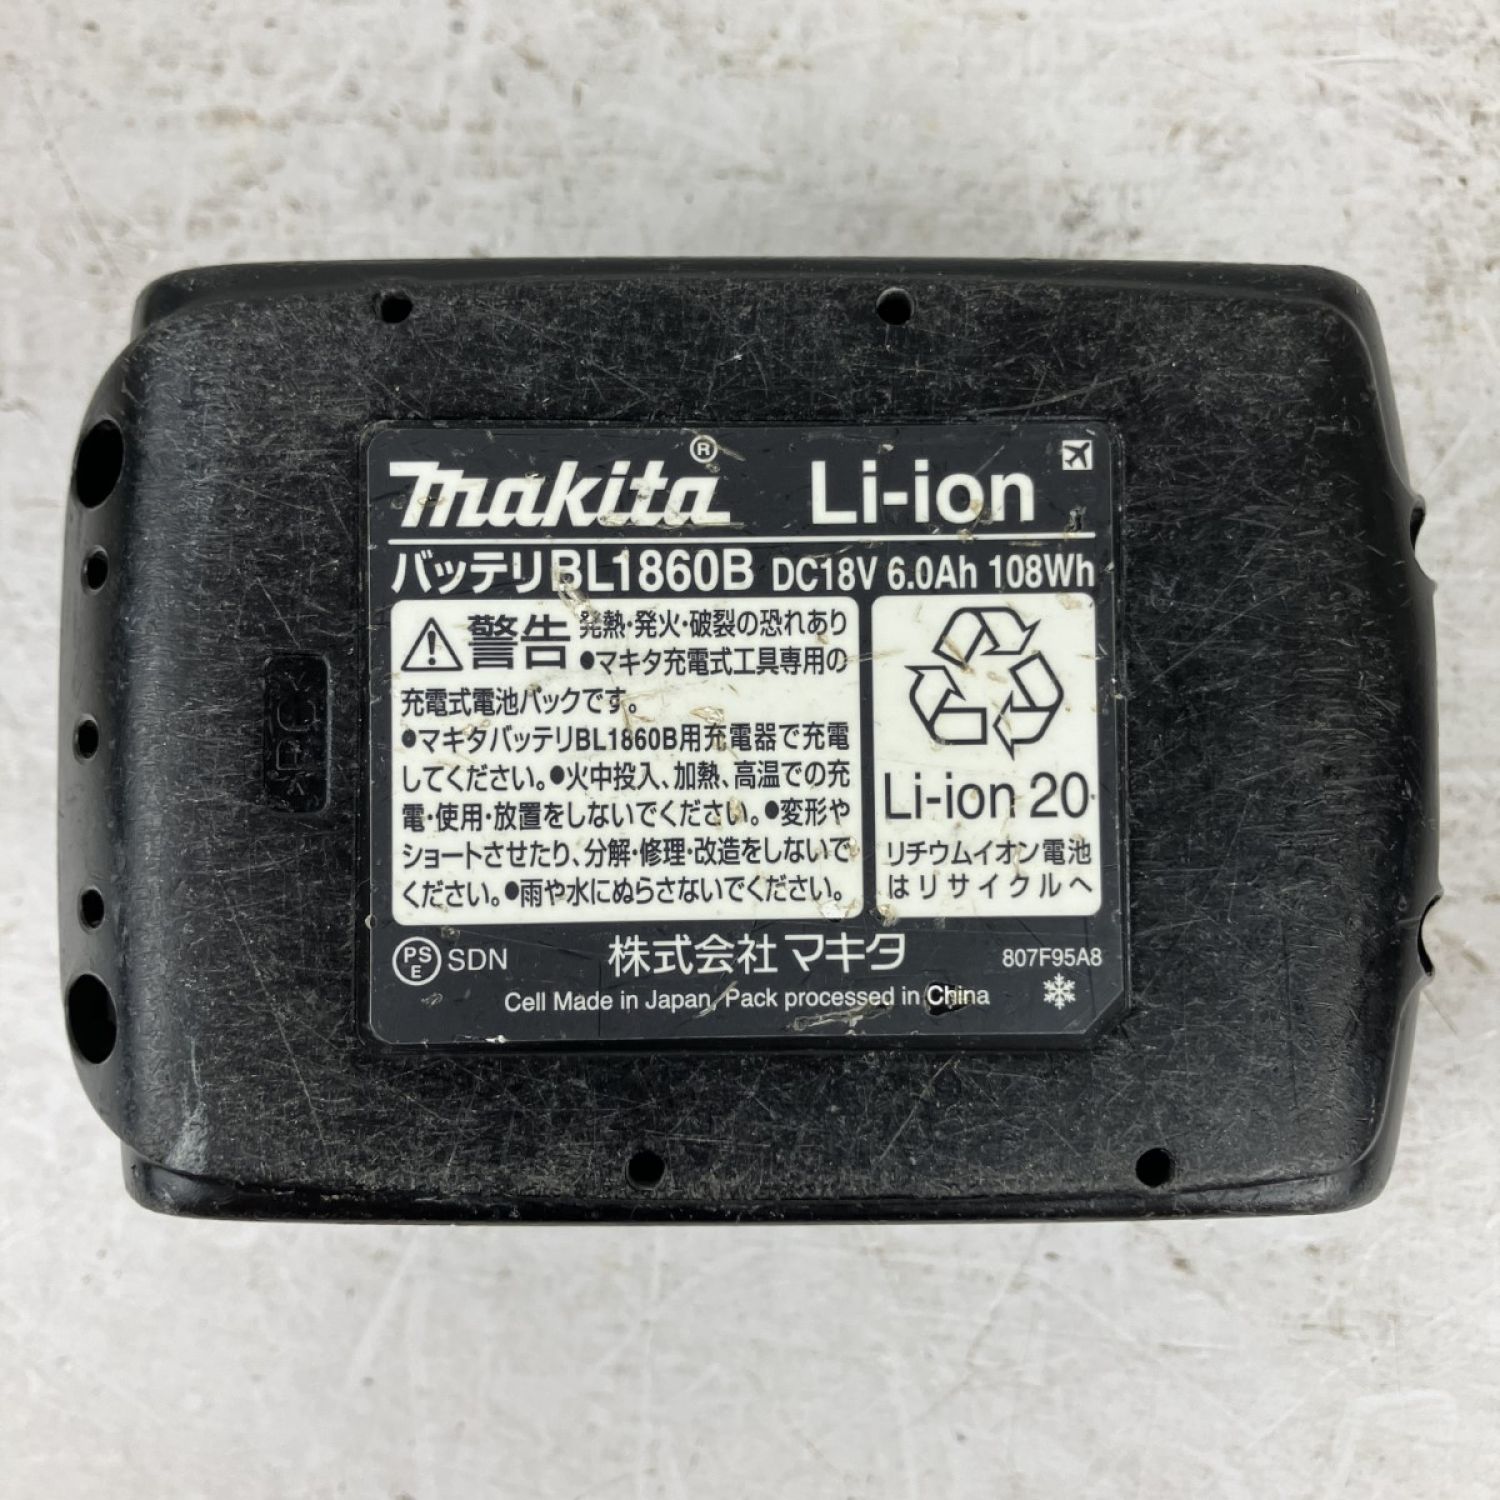 makita® Li-ion
バッテリBL1860B DC18V 6.0Ah 108Wh
警告 発熱・発火・破裂の恐れあり
●マキタ充電式工具専用の
充電式電池パックです。
●マキタバッテリBL1860B用充電器で充電
してください。●火中投入、加熱、高温での充
電・使用・放置をしないでください。●変形や
ショートさせたり、分解・修理・改造をしないで
ください。●雨や水にぬらさないでください。
Li-ion 20
リチウムイオン電池
はリサイクルへ
PSE SDN 株式会社マキタ 807F95A8
Cell Made in Japan, Pack processed in China